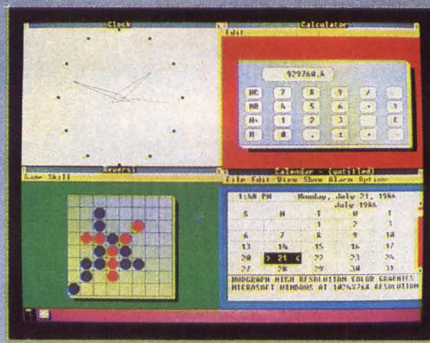 Clock
Calculator
Edit
929760.4
MC 7 8 9 /
MR 4 5 6
M+ 1 2 3 - C
M 0 . ± + =
Reversi
Game Skill
Calendar - (untitled)
File Edit View Show Alarm Options
1:48 PM Monday, July 21, 1986
July 1986
S M T W T
1 2 3
6 7 8 9 10
13 14 15 16 17
20 > 21 < 22 23 24
27 28 29 30 31
NUDGRAPH HIGH RESOLUTION COLOR GRAPHICS
MICROSOFT WINDOWS AT 1024X768 RESOLUTION